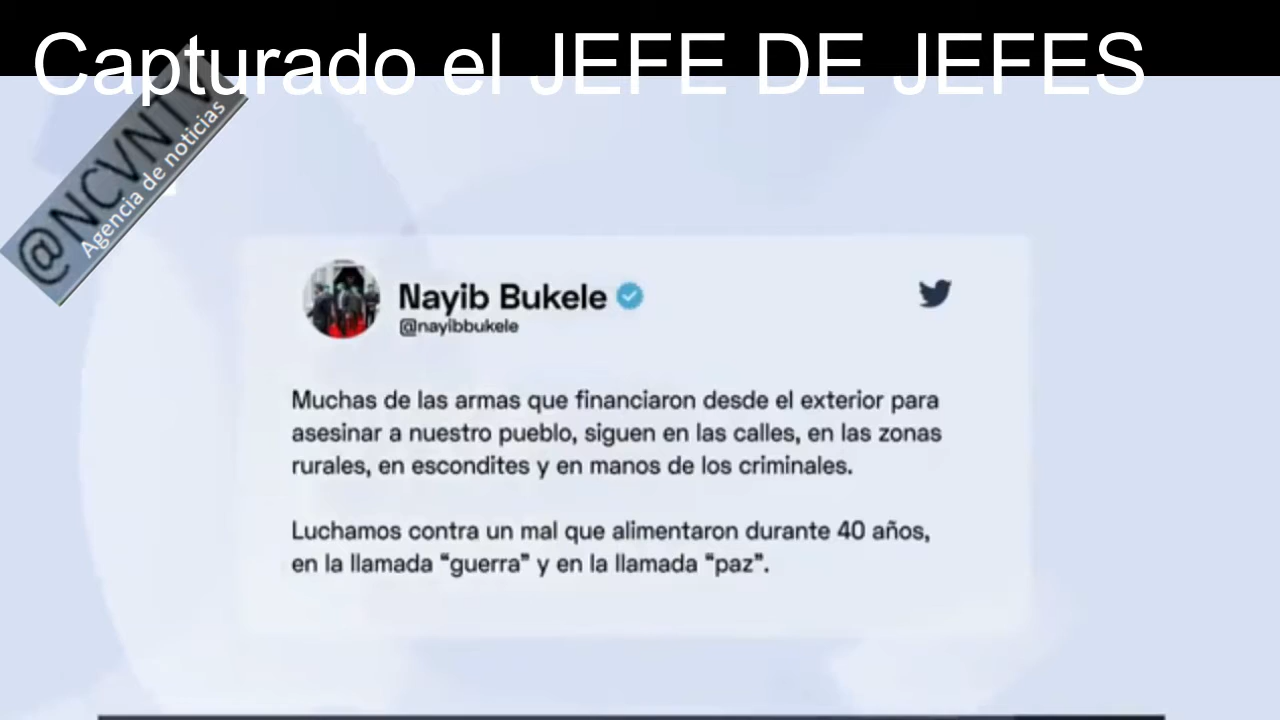 Capturado el JEFE DE JEFES
@NCVNTV
Agencia de noticias
Nayib Bukele
@nayibbukele
Muchas de las armas que financiaron desde el exterior para
asesinar a nuestro pueblo, siguen en las calles, en las zonas
rurales, en escondites y en manos de los criminales.
Luchamos contra un mal que alimentaron durante 40 años,
en la llamada “guerra” y en la llamada “paz”.